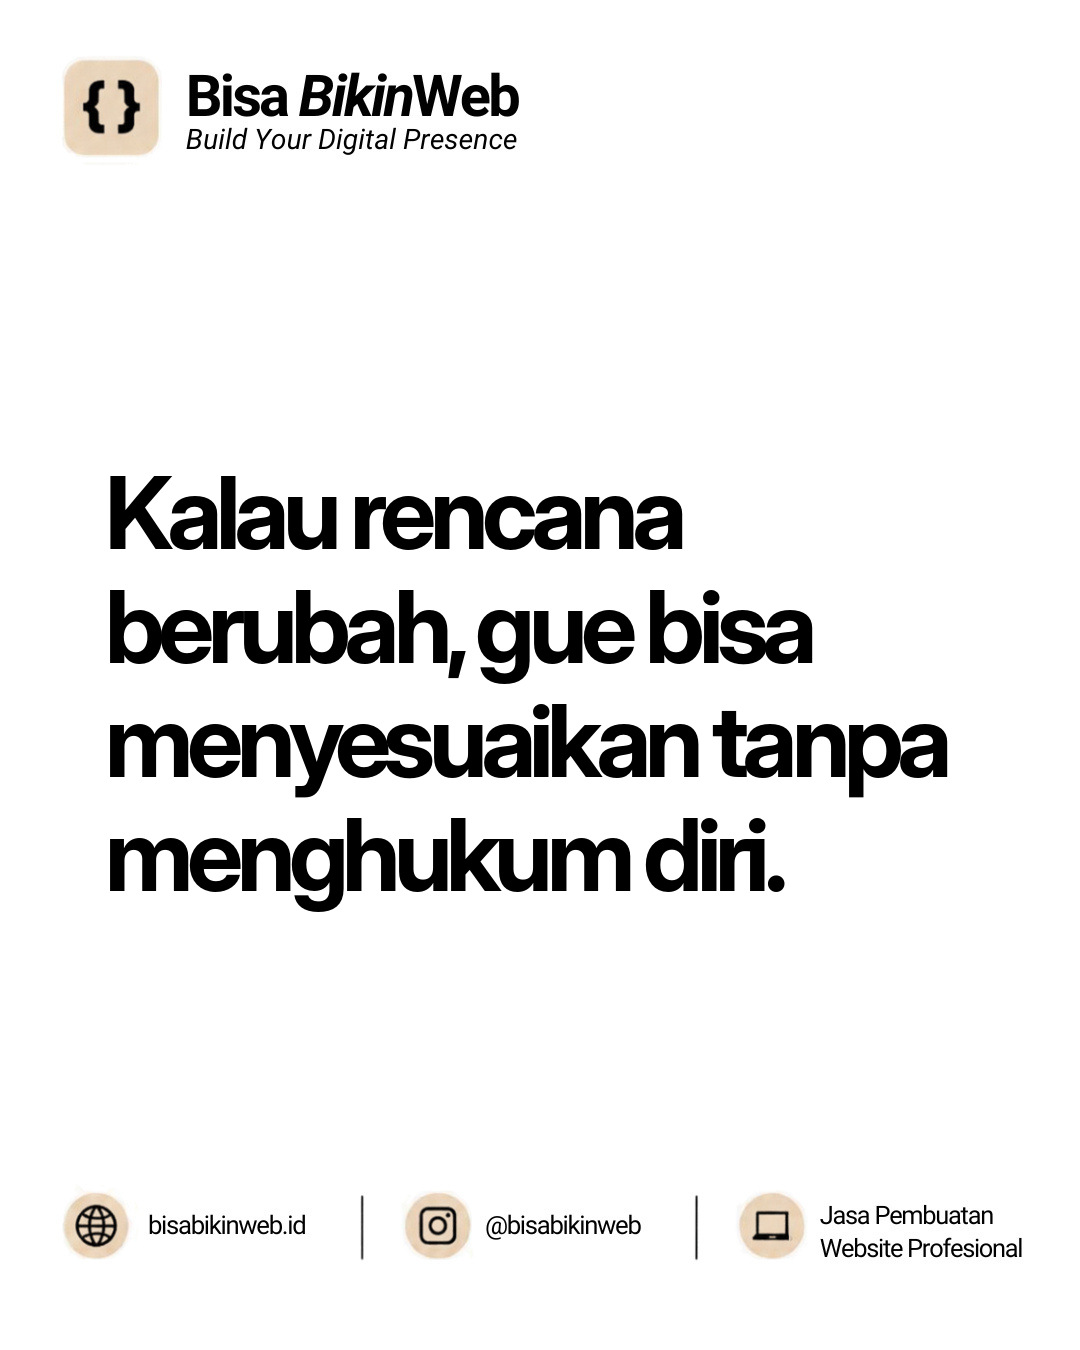 Bisa BikinWeb
Build Your Digital Presence
Kalau rencana
berubah, gue bisa
menyesuaikan tanpa
menghukum diri.
bisabikinweb.id
@bisabikinweb
Jasa Pembuatan
Website Profesional